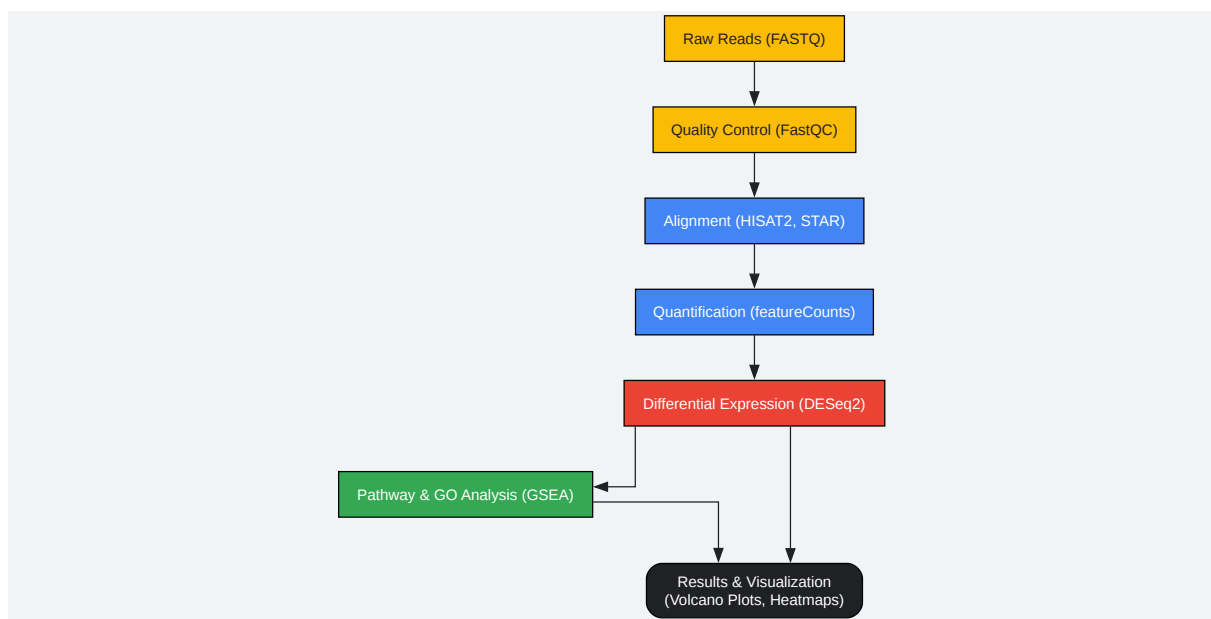 Raw Reads (FASTQ)
Quality Control (FastQC)
Alignment (HISAT2, STAR)
Quantification (featureCounts)
Differential Expression (DESeq2)
Pathway & GO Analysis (GSEA)
Results & Visualization
(Volcano Plots, Heatmaps)